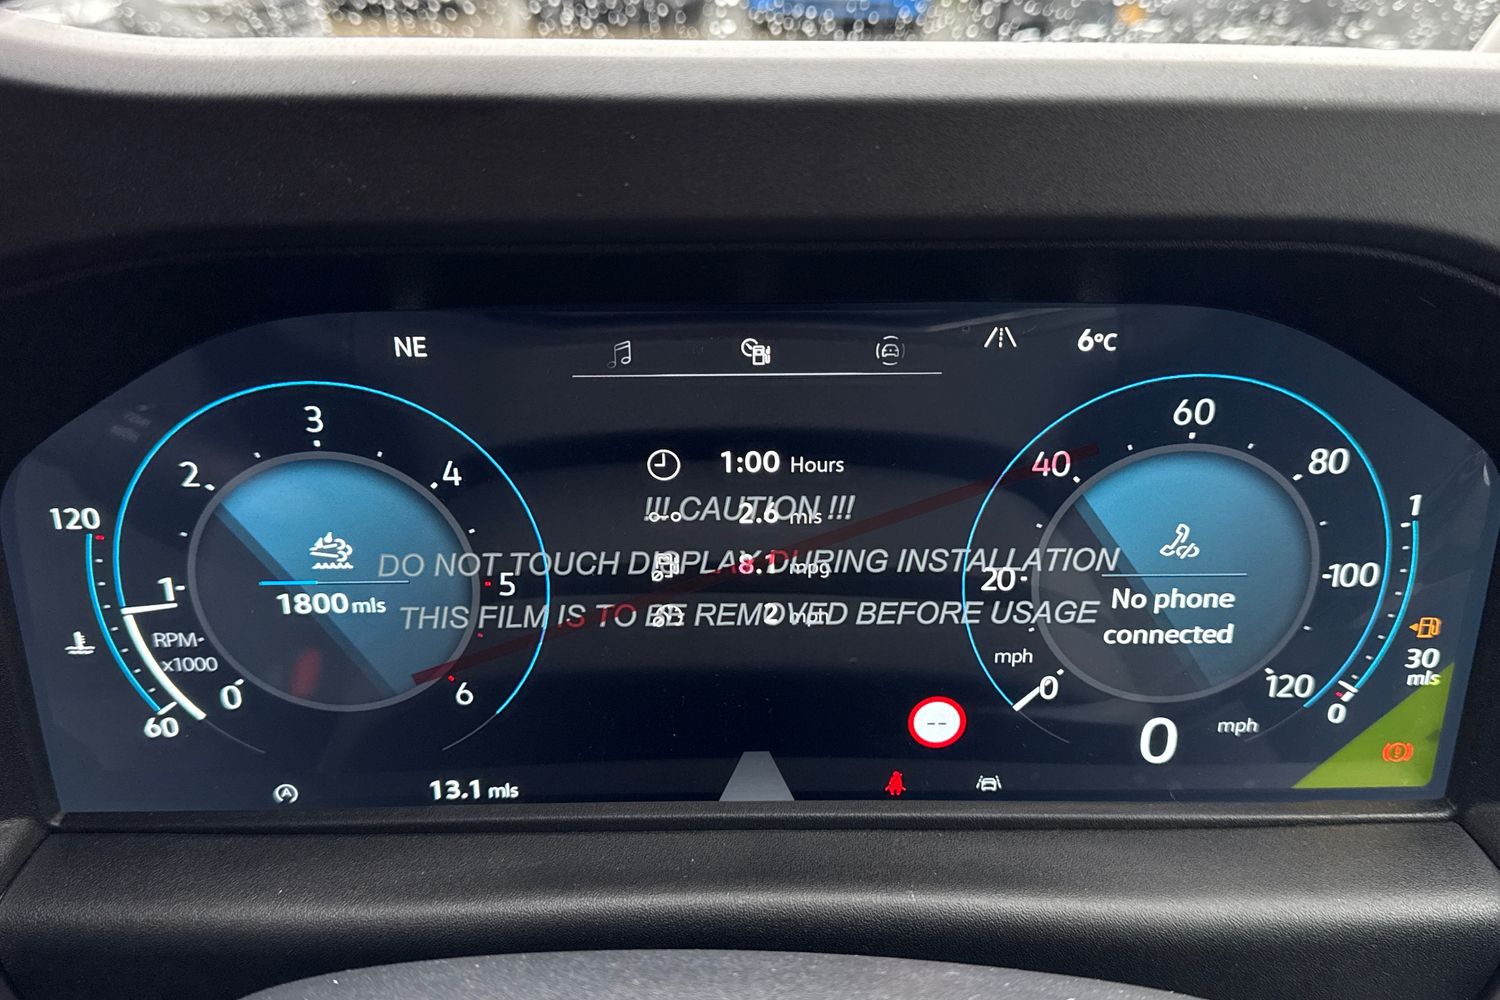 NE
6°C
3
2
4
120
1
5
1800 mls
RPM-
x1000
0
6
60
1:00 Hours
!!! CAUTION !!!
2.6 mls
DO NOT TOUCH DISPLAY DURING INSTALLATION
8.1 mpg
THIS FILM IS TO BE REMOVED BEFORE USAGE
2 mph
60
40
80
1
20
100
No phone
connected
mph
0
120
30
mls
0
--
0 mph
A
13.1 mls